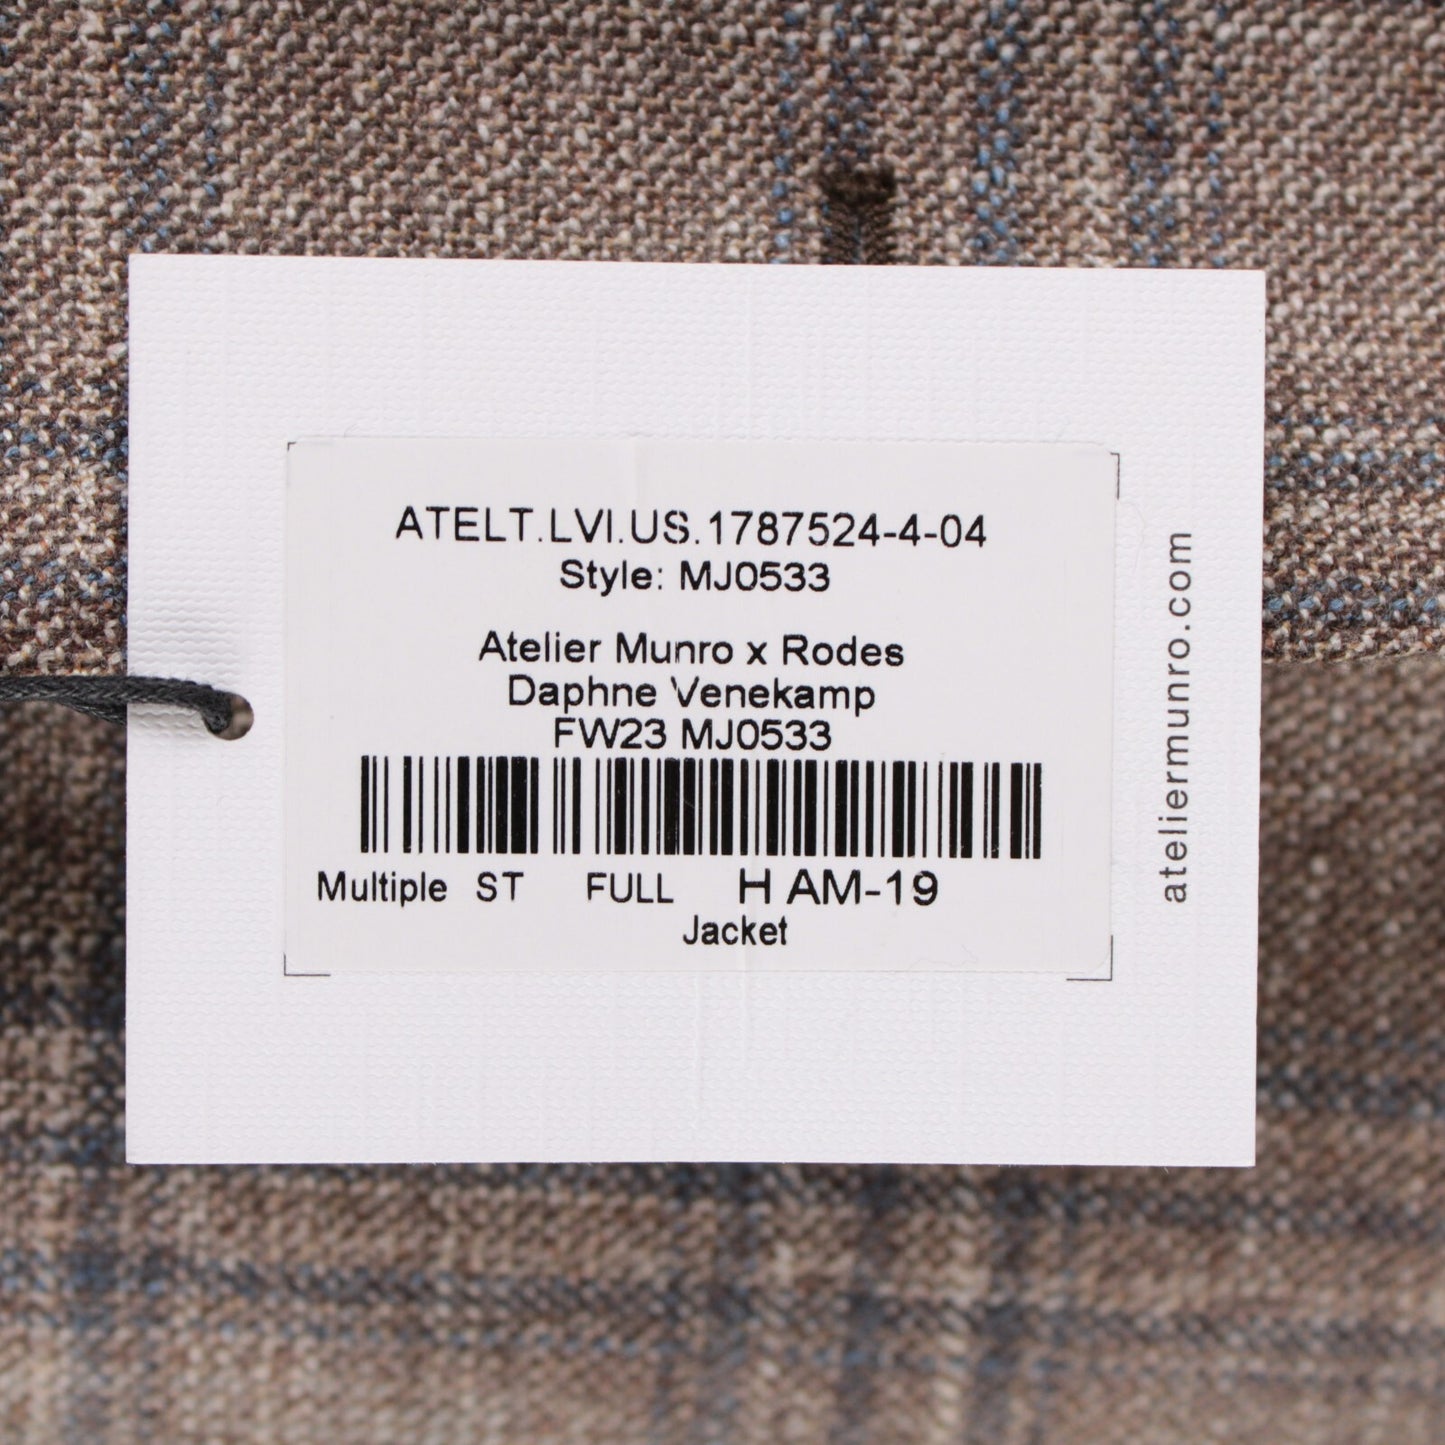 ATELT.LVI.US.1787524-4-04
Style: MJ0533
Atelier Munro x Rodes
Daphne Venekamp
FW23 MJ0533
Multiple ST FULL H AM-19
Jacket
ateliermunro.com